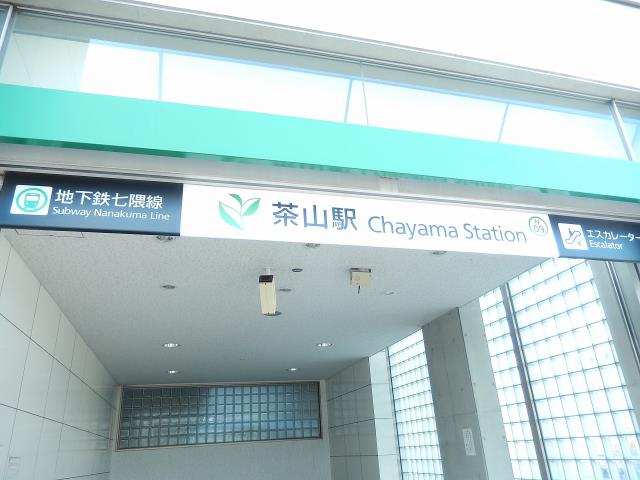 地下鉄七隈線
Subway Nanakuma Line
茶山駅 Chayama Station
N
09
エスカレーター
Escalator